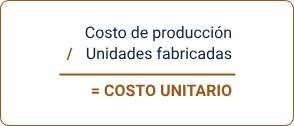 Costo de producción
/ Unidades fabricadas
= COSTO UNITARIO